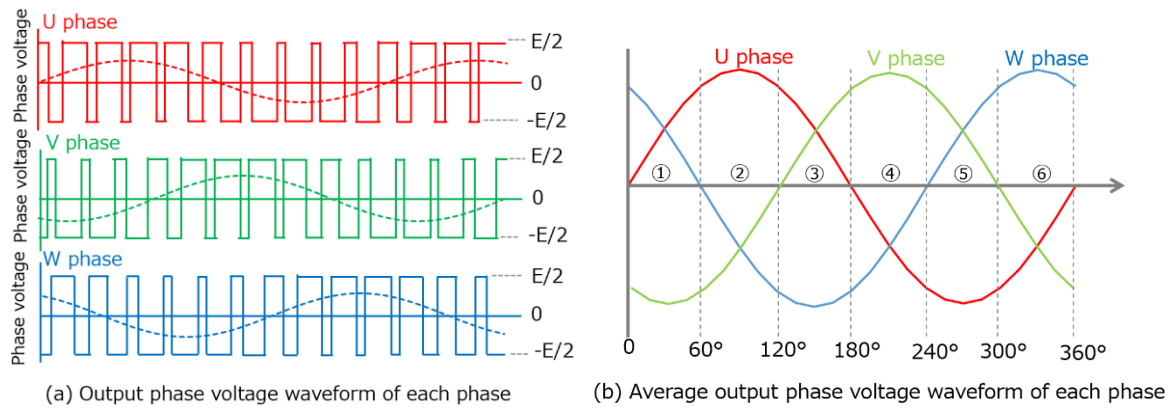 U phase
Phase voltage
E/2
0
-E/2
V phase
Phase voltage
E/2
0
-E/2
W phase
Phase voltage
E/2
0
-E/2
(a) Output phase voltage waveform of each phase
U phase
V phase
W phase
① ② ③ ④ ⑤ ⑥
0 60° 120° 180° 240° 300° 360°
(b) Average output phase voltage waveform of each phase